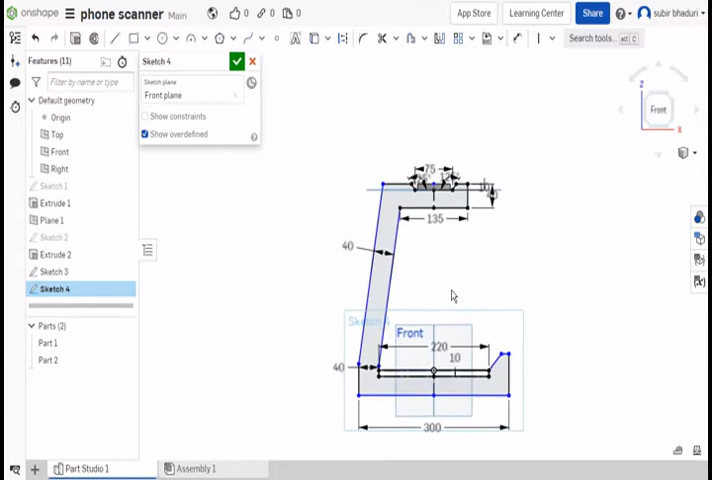 onshape phone scanner Main 0 0 0 App Store Learning Center Share subir bhaduri
Search tools... alt C
Features (11)
Filter by name or type
Default geometry
Origin
Top
Front
Right
Sketch 1
Extrude 1
Plane 1
Sketch 2
Extrude 2
Sketch 3
Sketch 4
Parts (2)
Part 1
Part 2
Sketch 4
Sketch plane
Front plane
Show constraints
Show overdefined
Z
Front
X
75
135
40
Sketch 4
Front
220
10
40
300
Part Studio 1
Assembly 1